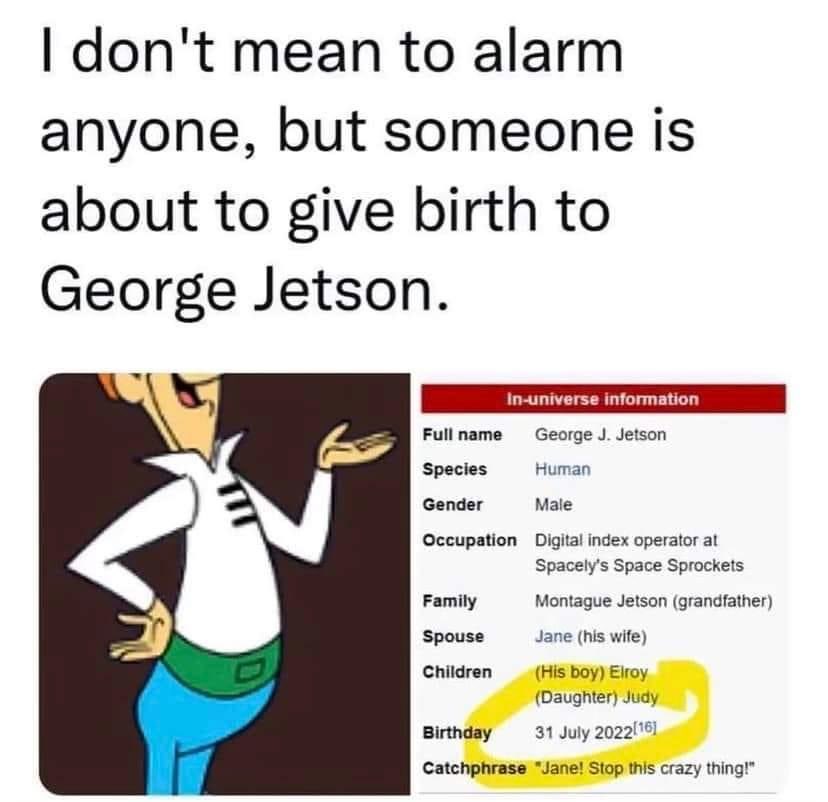 I don't mean to alarm
anyone, but someone is
about to give birth to
George Jetson.
In-universe information
Full name George J. Jetson
Species Human
Gender Male
Occupation Digital index operator at
Spacely's Space Sprockets
Family Montague Jetson (grandfather)
Spouse Jane (his wife)
Children (His boy) Elroy
(Daughter) Judy
Birthday 31 July 2022[16]
Catchphrase "Jane! Stop this crazy thing!"